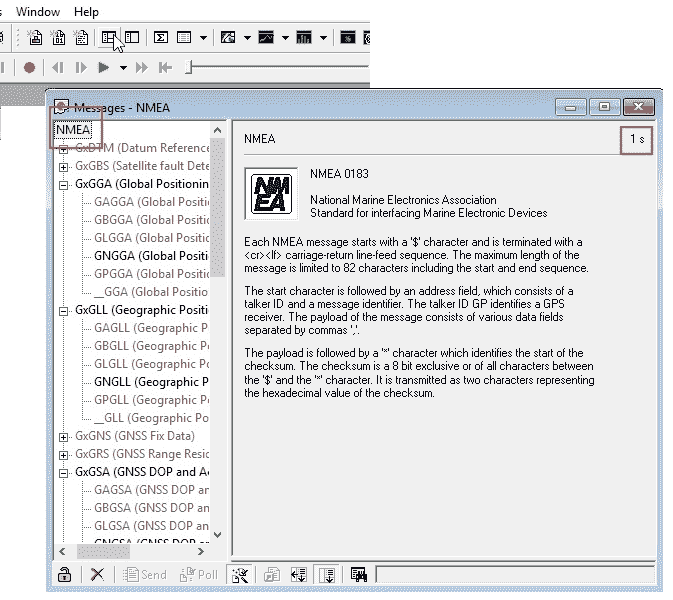 s Window Help
Messages - NMEA
NMEA
GxDTM (Datum Reference
GxGBS (Satellite fault Dete
GxGGA (Global Positionin
GAGGA (Global Positi
GBGGA (Global Positi
GLGGA (Global Positi
GNGGA (Global Positi
GPGGA (Global Positi
__GGA (Global Positio
GxGLL (Geographic Positi
GAGLL (Geographic P
GBGLL (Geographic P
GLGLL (Geographic P
GNGLL (Geographic P
GPGLL (Geographic P
__GLL (Geographic Po
GxGNS (GNSS Fix Data)
GxGRS (GNSS Range Resic
GxGSA (GNSS DOP and Ac
GAGSA (GNSS DOP ar
GBGSA (GNSS DOP ar
GLGSA (GNSS DOP an
GNGSA (GNSS DOP a
NMEA
1 s
NM
EA
NMEA 0183
National Marine Electronics Association
Standard for interfacing Marine Electronic Devices
Each NMEA message starts with a '$' character and is terminated with a
<cr><lf> carriage-return line-feed sequence. The maximum length of the
message is limited to 82 characters including the start and end sequence.
The start character is followed by an address field, which consists of a
talker ID and a message identifier. The talker ID GP identifies a GPS
receiver. The payload of the message consists of various data fields
separated by commas ','.
The payload is followed by a '*' character which identifies the start of the
checksum. The checksum is a 8 bit exclusive or of all characters between
the '$' and the '*' character. It is transmitted as two characters representing
the hexadecimal value of the checksum.
Send
Poll